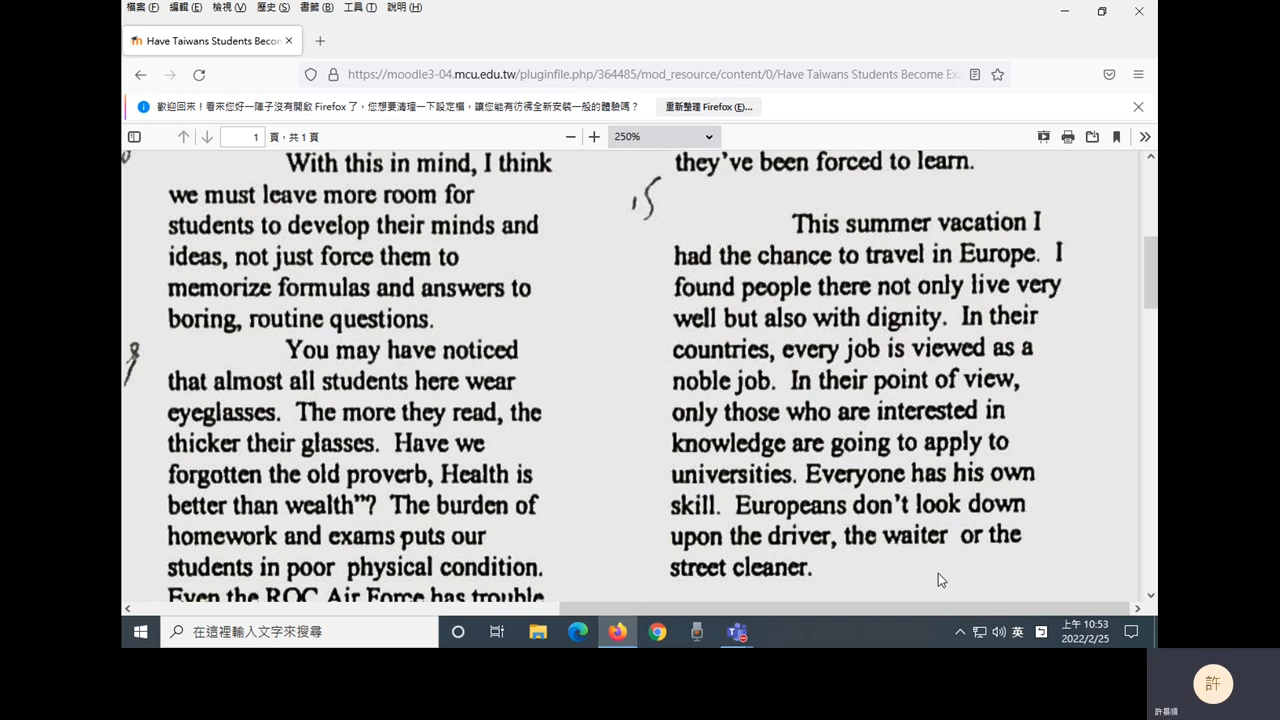 檔案(F) 編輯(E) 檢視(V) 歷史(S) 書籤(B) 工具(T) 說明(H)
Have Taiwans Students Becom
https://moodle3-04.mcu.edu.tw/pluginfile.php/364485/mod_resource/content/0/Have Taiwans Students Become Ex
歡迎回來！看來您好一陣子沒有開啟 Firefox 了，您想要清理一下設定檔，讓您能有彷彿全新安裝一般的體驗嗎？ 重新整理 Firefox (E)...
1 頁，共 1 頁 250%
With this in mind, I think
we must leave more room for
students to develop their minds and
ideas, not just force them to
memorize formulas and answers to
boring, routine questions.
9
You may have noticed
that almost all students here wear
eyeglasses. The more they read, the
thicker their glasses. Have we
forgotten the old proverb, Health is
better than wealth”? The burden of
homework and exams puts our
students in poor physical condition.
Even the ROC Air Force has trouble
they’ve been forced to learn.
15
This summer vacation I
had the chance to travel in Europe. I
found people there not only live very
well but also with dignity. In their
countries, every job is viewed as a
noble job. In their point of view,
only those who are interested in
knowledge are going to apply to
universities. Everyone has his own
skill. Europeans don’t look down
upon the driver, the waiter or the
street cleaner.
在這裡輸入文字來搜尋
英
上午 10:53
2022/2/25
許
許景順